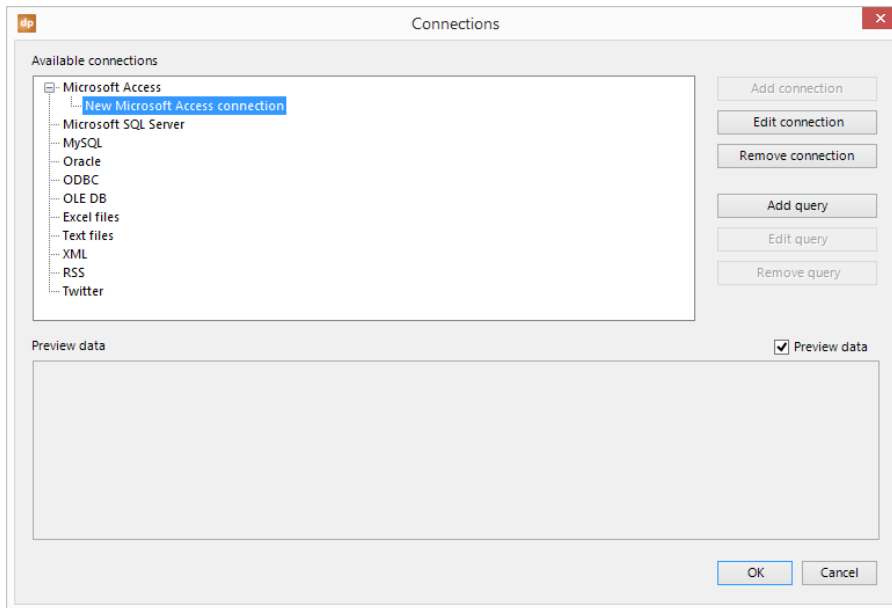 dp
Connections
Available connections
Microsoft Access
New Microsoft Access connection
Microsoft SQL Server
MySQL
Oracle
ODBC
OLE DB
Excel files
Text files
XML
RSS
Twitter
Add connection
Edit connection
Remove connection
Add query
Edit query
Remove query
Preview data
Preview data
OK
Cancel